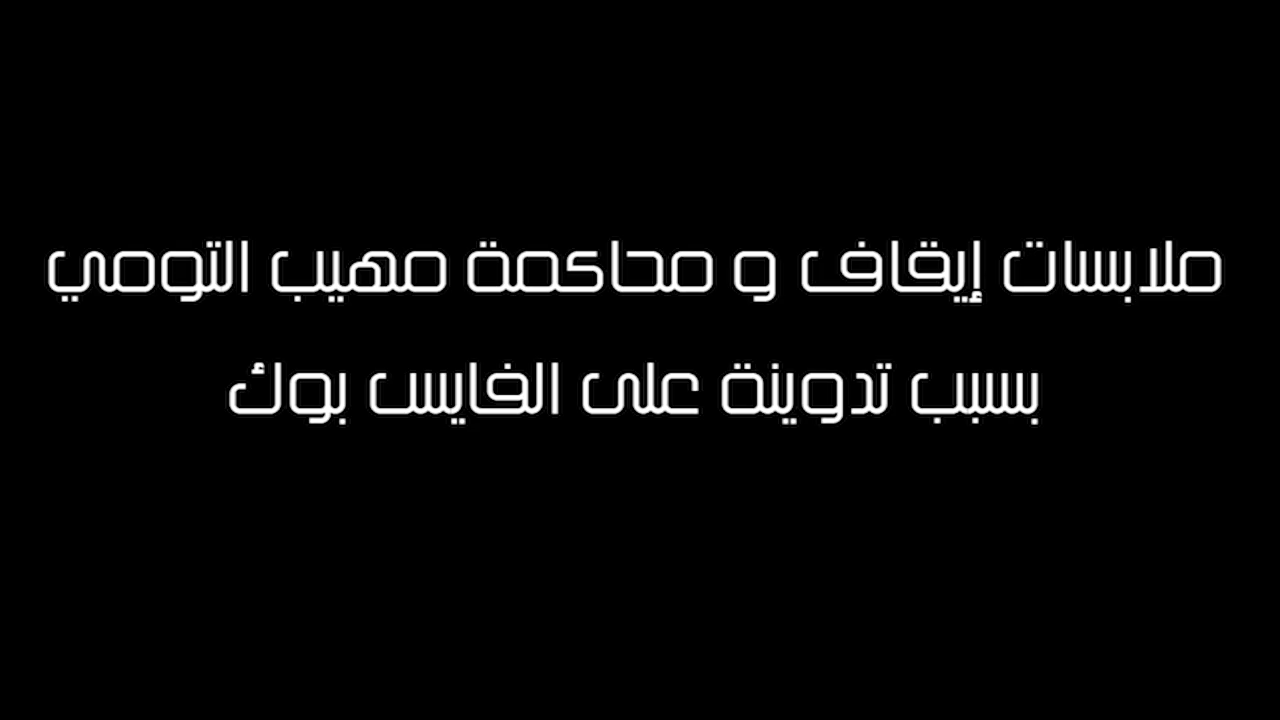 ملابسات إيقاف و محاكمة مهيب التومي
بسبب تدوينة على الفايس بوك